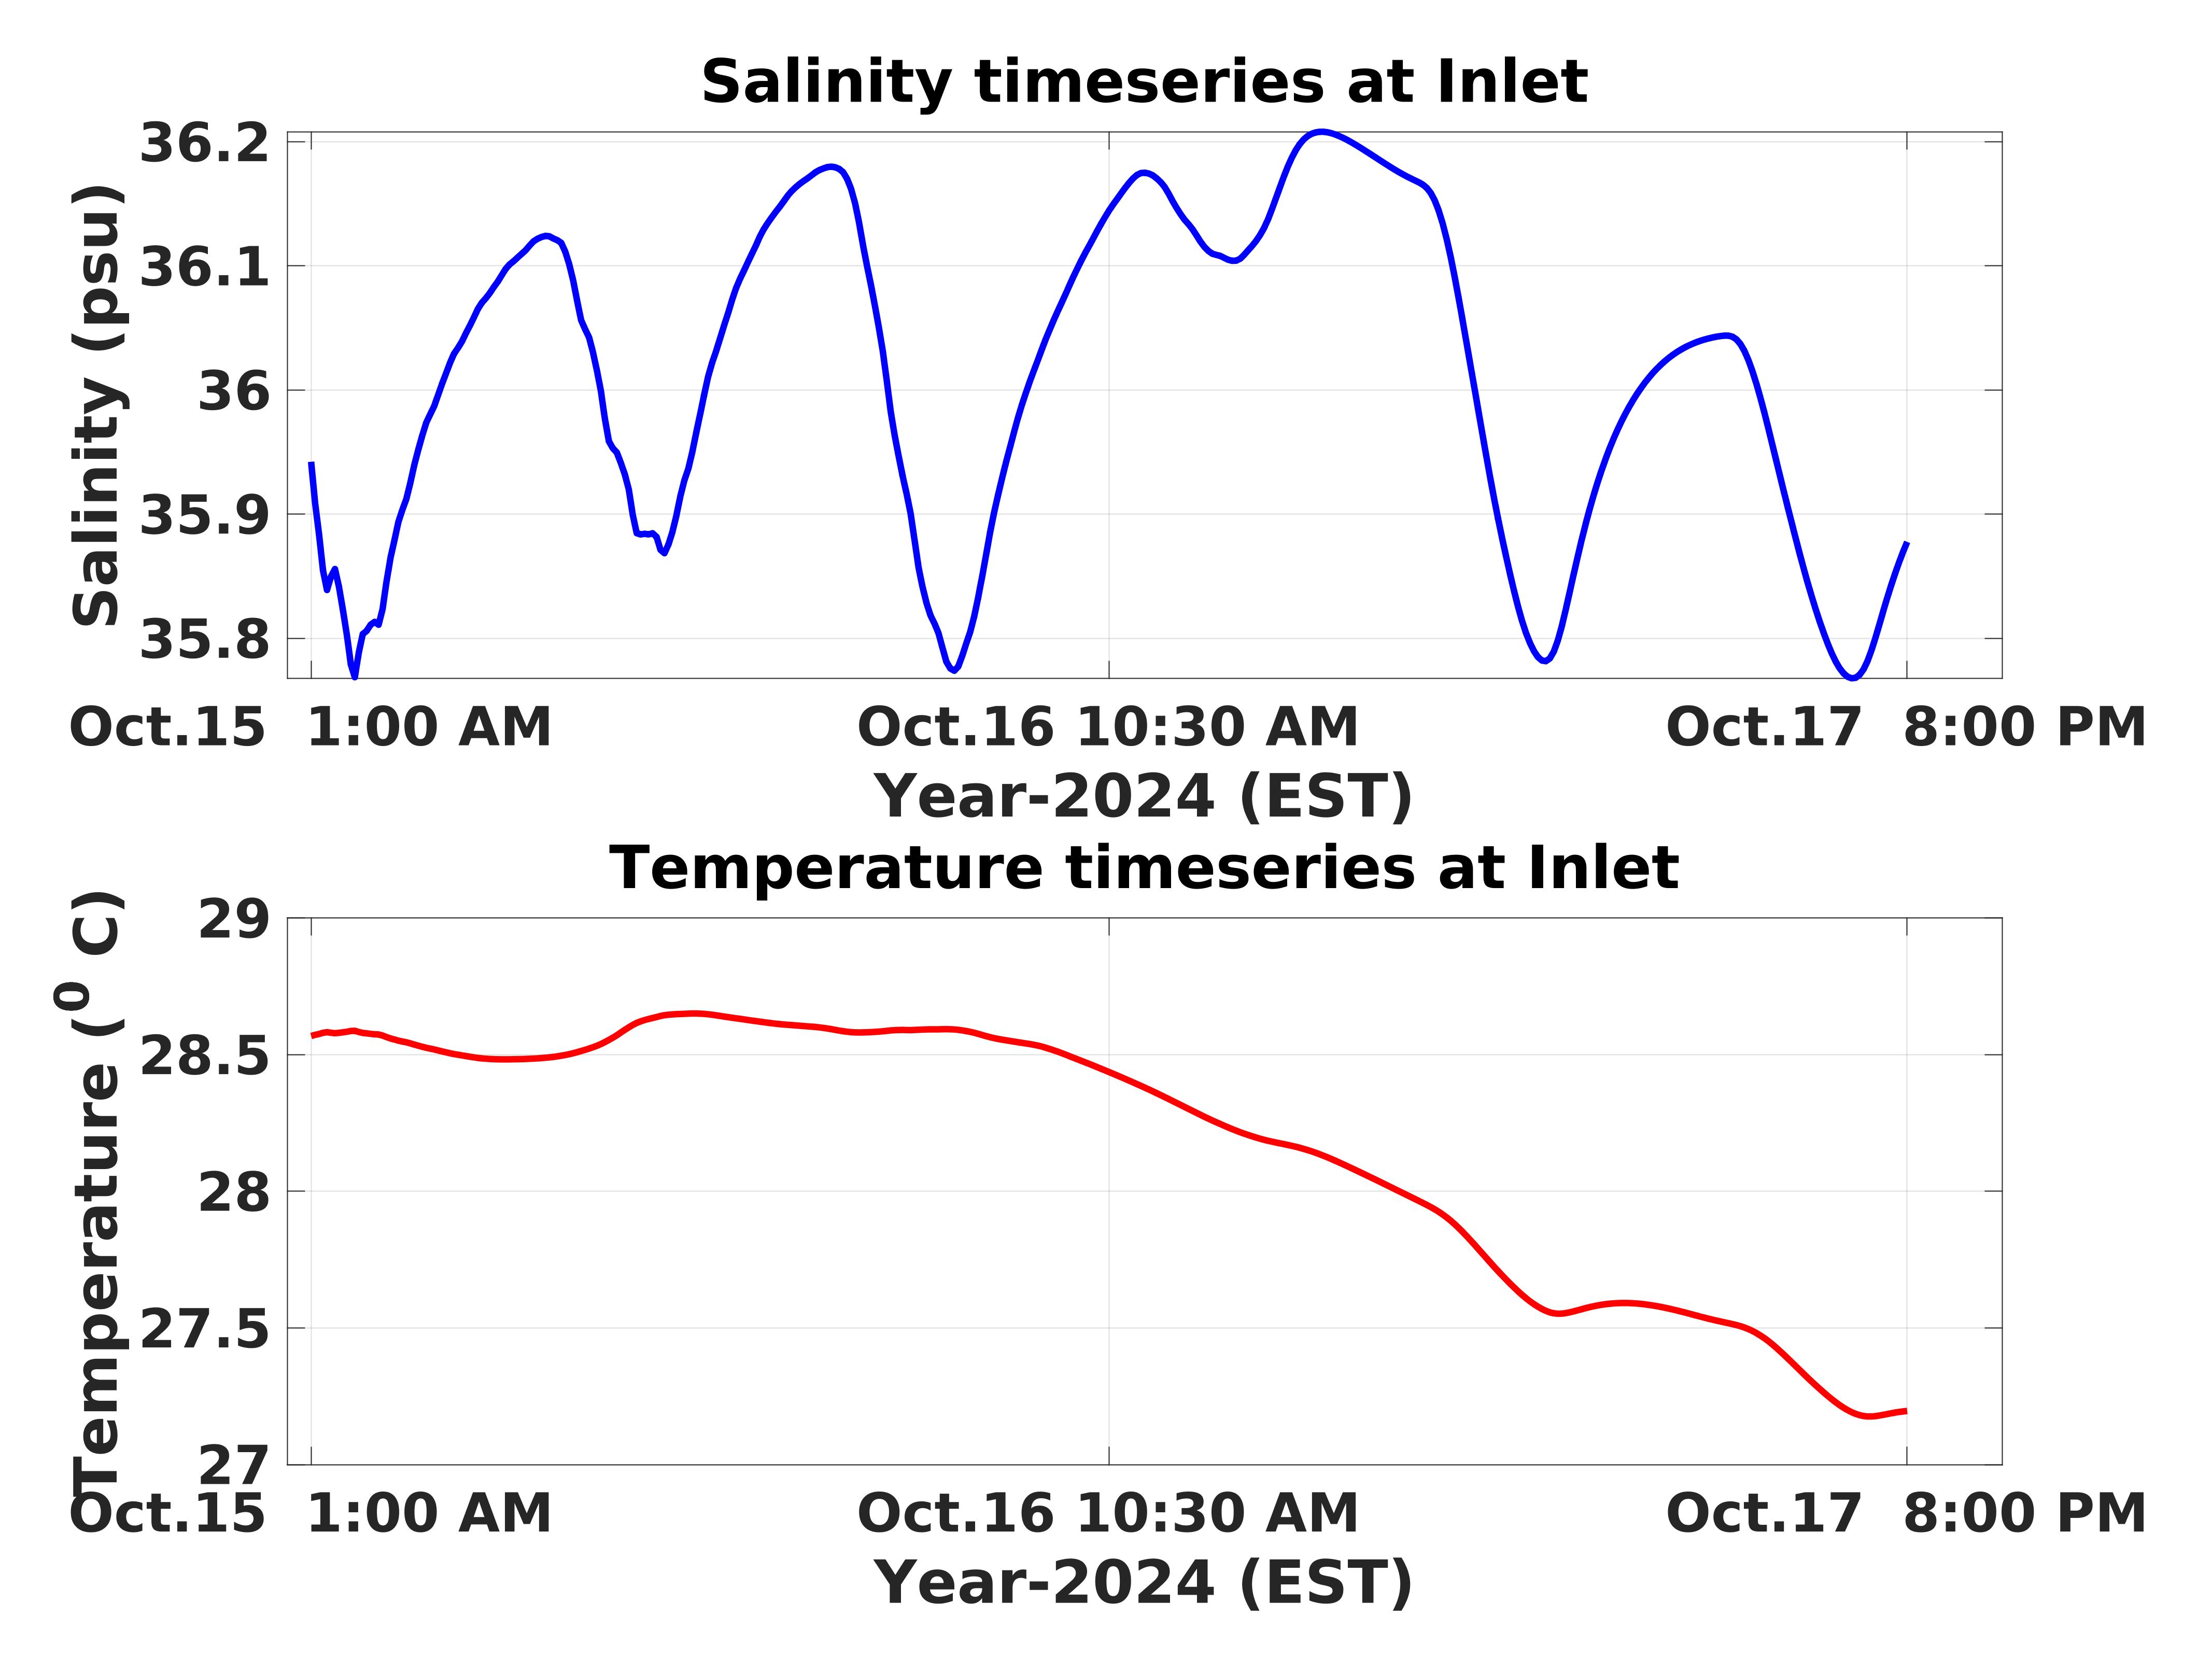 Salinity timeseries at Inlet
Salinity (psu)
36.2
36.1
36
35.9
35.8
Oct.15 1:00 AM Oct.16 10:30 AM Oct.17 8:00 PM
Year-2024 (EST)
Temperature timeseries at Inlet
Temperature (⁰ C)
29
28.5
28
27.5
27
Oct.15 1:00 AM Oct.16 10:30 AM Oct.17 8:00 PM
Year-2024 (EST)